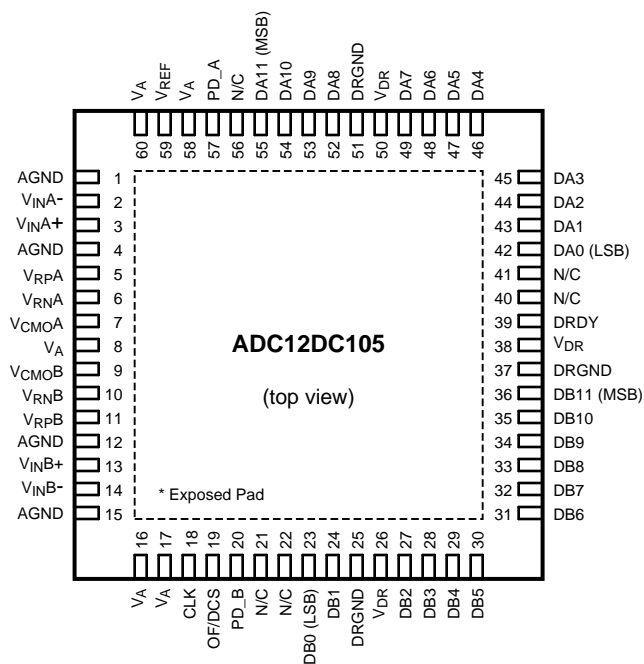 VA
VREF
VA
PD_A
N/C
DA11 (MSB)
DA10
DA9
DA8
DRGND
VDR
DA7
DA6
DA5
DA4
60
59
58
57
56
55
54
53
52
51
50
49
48
47
46
AGND 1
VINA- 2
VINA+ 3
AGND 4
VRPA 5
VRNA 6
VCMOA 7
VA 8
VCMOB 9
VRNB 10
VRPB 11
AGND 12
VINB+ 13
VINB- 14
AGND 15
ADC12DC105
(top view)
* Exposed Pad
45 DA3
44 DA2
43 DA1
42 DA0 (LSB)
41 N/C
40 N/C
39 DRDY
38 VDR
37 DRGND
36 DB11 (MSB)
35 DB10
34 DB9
33 DB8
32 DB7
31 DB6
16
17
18
19
20
21
22
23
24
25
26
27
28
29
30
VA
VA
CLK
OF/DCS
PD_B
N/C
N/C
DB0 (LSB)
DB1
DRGND
VDR
DB2
DB3
DB4
DB5